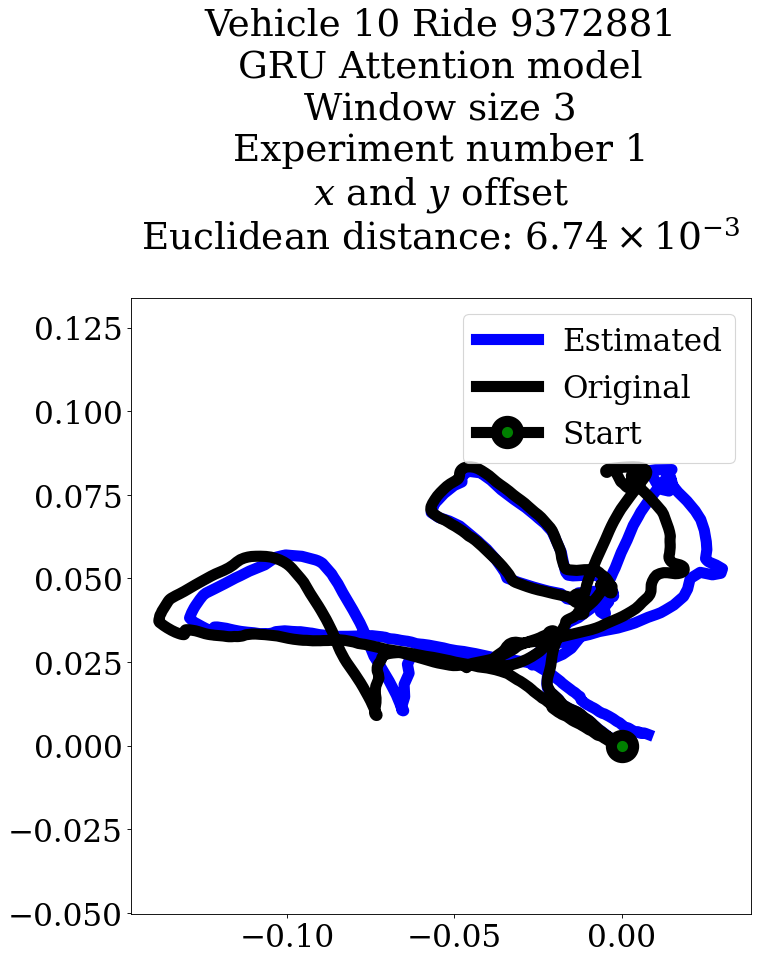 Vehicle 10 Ride 9372881
GRU Attention model
Window size 3
Experiment number 1
x and y offset
Euclidean distance: 6.74 × 10⁻³
Estimated
Original
Start
0.125
0.100
0.075
0.050
0.025
0.000
−0.025
−0.050
−0.10 −0.05 0.00